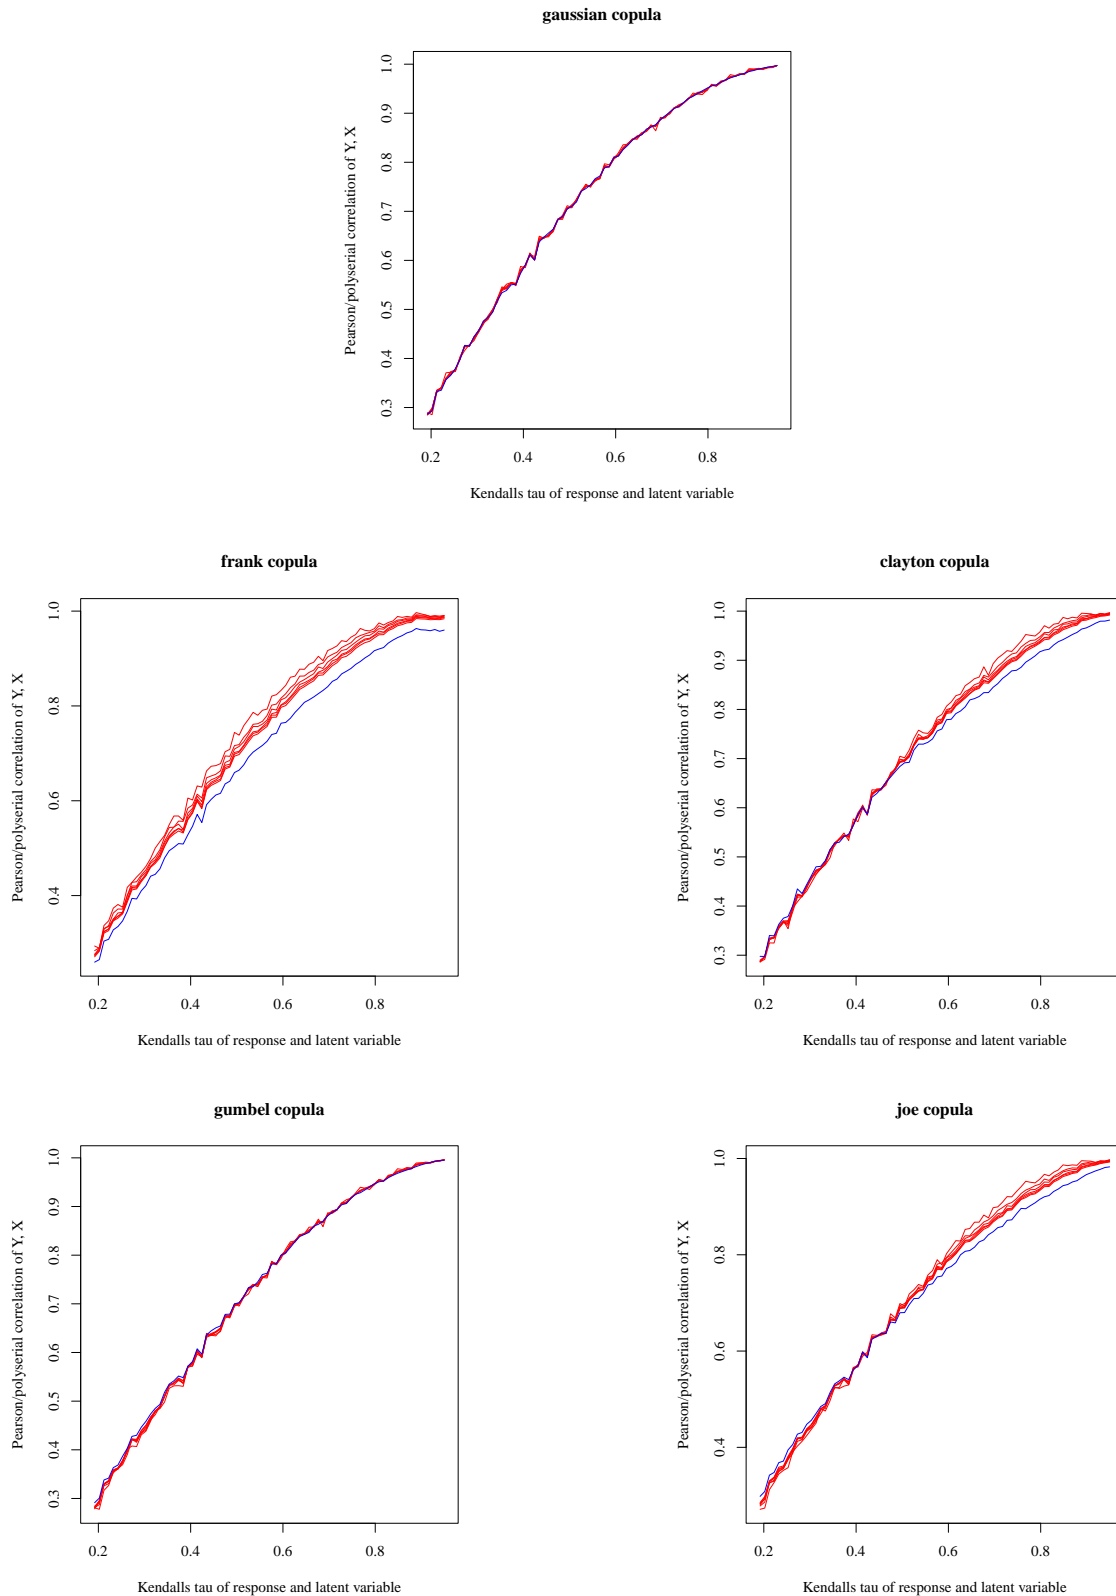 gaussian copula
1.0
0.9
0.8
0.7
0.6
0.5
0.4
0.3
Pearson/polyserial correlation of Y, X
0.2 0.4 0.6 0.8
Kendalls tau of response and latent variable
frank copula
1.0
0.8
0.6
0.4
Pearson/polyserial correlation of Y, X
0.2 0.4 0.6 0.8
Kendalls tau of response and latent variable
clayton copula
1.0
0.9
0.8
0.7
0.6
0.5
0.4
0.3
Pearson/polyserial correlation of Y, X
0.2 0.4 0.6 0.8
Kendalls tau of response and latent variable
gumbel copula
1.0
0.9
0.8
0.7
0.6
0.5
0.4
0.3
Pearson/polyserial correlation of Y, X
0.2 0.4 0.6 0.8
Kendalls tau of response and latent variable
joe copula
1.0
0.8
0.6
0.4
Pearson/polyserial correlation of Y, X
0.2 0.4 0.6 0.8
Kendalls tau of response and latent variable